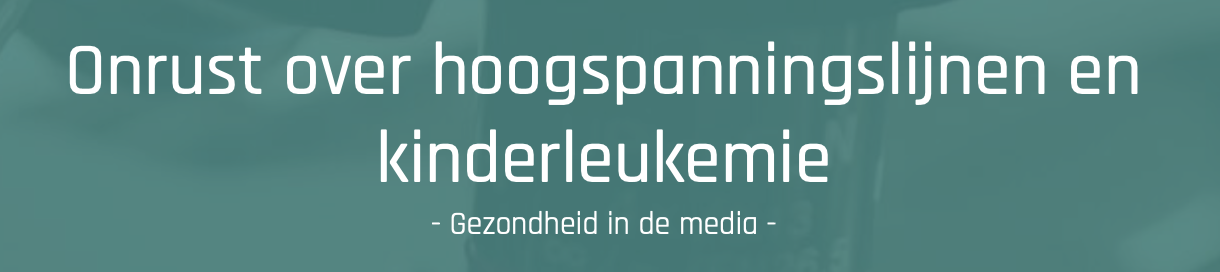 Onrust over hoogspanningslijnen en
kinderleukemie
- Gezondheid in de media -